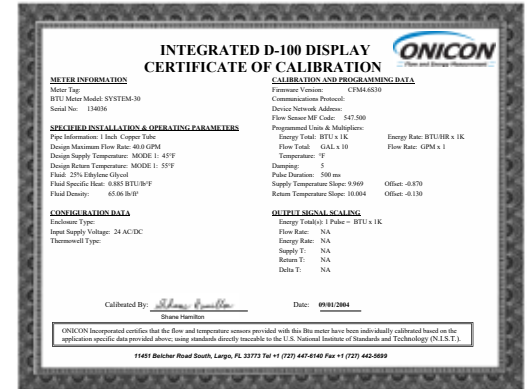 INTEGRATED D-100 DISPLAY
CERTIFICATE OF CALIBRATION
ONICON
Flow and Energy Measurement
METER INFORMATION
Meter Tag:
BTU Meter Model: SYSTEM-30
Serial No: 134036
SPECIFIED INSTALLATION & OPERATING PARAMETERS
Pipe Information: 1 Inch Copper Tube
Design Maximum Flow Rate: 40.0 GPM
Design Supply Temperature: MODE 1: 45°F
Design Return Temperature: MODE 1: 55°F
Fluid: 25% Ethylene Glycol
Fluid Specific Heat: 0.885 BTU/lb°F
Fluid Density: 65.06 lb/ft³
CONFIGURATION DATA
Enclosure Type:
Input Supply Voltage: 24 AC/DC
Thermowell Type:
CALIBRATION AND PROGRAMMING DATA
Firmware Version: CFM4.6S30
Communications Protocol:
Device Network Address:
Flow Sensor MF Code: 547.500
Programmed Units & Multipliers:
Energy Total: BTU x 1K Energy Rate: BTU/HR x 1K
Flow Total: GAL x 10 Flow Rate: GPM x 1
Temperature: °F
Damping: 5
Pulse Duration: 500 ms
Supply Temperature Slope: 9.969 Offset: -0.870
Return Temperature Slope: 10.004 Offset: -0.130
OUTPUT SIGNAL SCALING
Energy Total(s): 1 Pulse = BTU x 1K
Flow Rate: NA
Energy Rate: NA
Supply T: NA
Return T: NA
Delta T: NA
Calibrated By: Shane Hamilton Date: 09/01/2004
Shane Hamilton
ONICON Incorporated certifies that the flow and temperature sensors provided with this Btu meter have been individually calibrated based on the
application specific data provided above; using standards directly traceable to the U.S. National Institute of Standards and Technology (N.I.S.T.).
11451 Belcher Road South, Largo, FL 33773 Tel +1 (727) 447-6140 Fax +1 (727) 442-5699